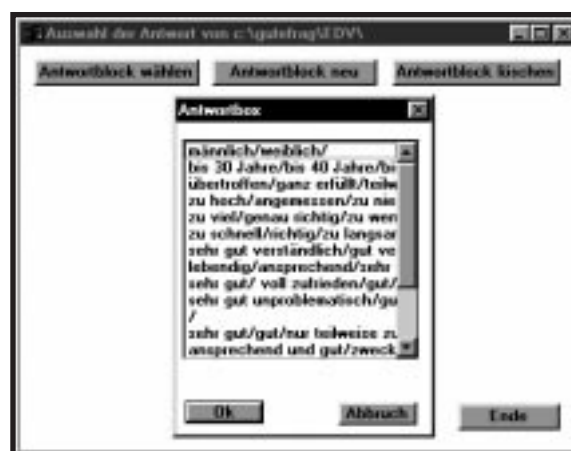 Auswahl der Antwort von c:\gutefrag\EDV\
Antwortblock wählen Antwortblock neu Antwortblock löschen
Antwortbox
männlich/weiblich/
bis 30 Jahre/bis 40 Jahre/bi
übertroffen/ganz erfüllt/teilw
zu hoch/angemessen/zu nie
zu viel/genau richtig/zu wen
zu schnell/richtig/zu langsar
sehr gut verständlich/gut ve
lebendig/ansprechend/sehr
sehr gut/ voll zufrieden/gut/
sehr gut unproblematisch/gu
/
sehr gut/gut/nur teilweise zu
ansprechend und gut/zweck
Ok Abbruch Ende